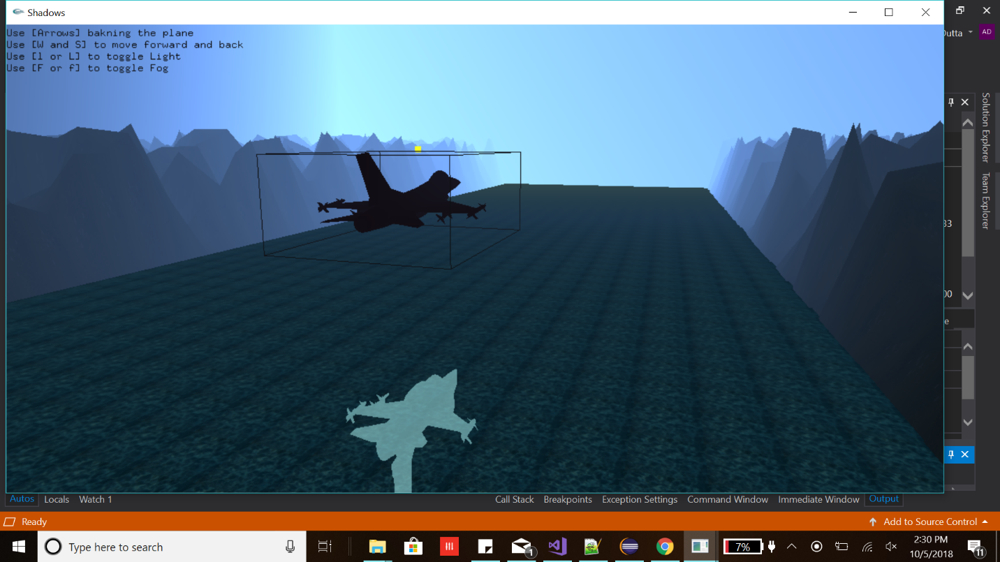 Shadows
Use [Arrows] bakning the plane
Use [W and S] to move forward and back
Use [l or L] to toggle Light
Use [F or f] to toggle Fog
Dutta AD
Solution Explorer
Team Explorer
33
00
e
Autos Locals Watch 1 Call Stack Breakpoints Exception Settings Command Window Immediate Window Output
Ready Add to Source Control
Type here to search 1 7% 2:30 PM
10/5/2018 11